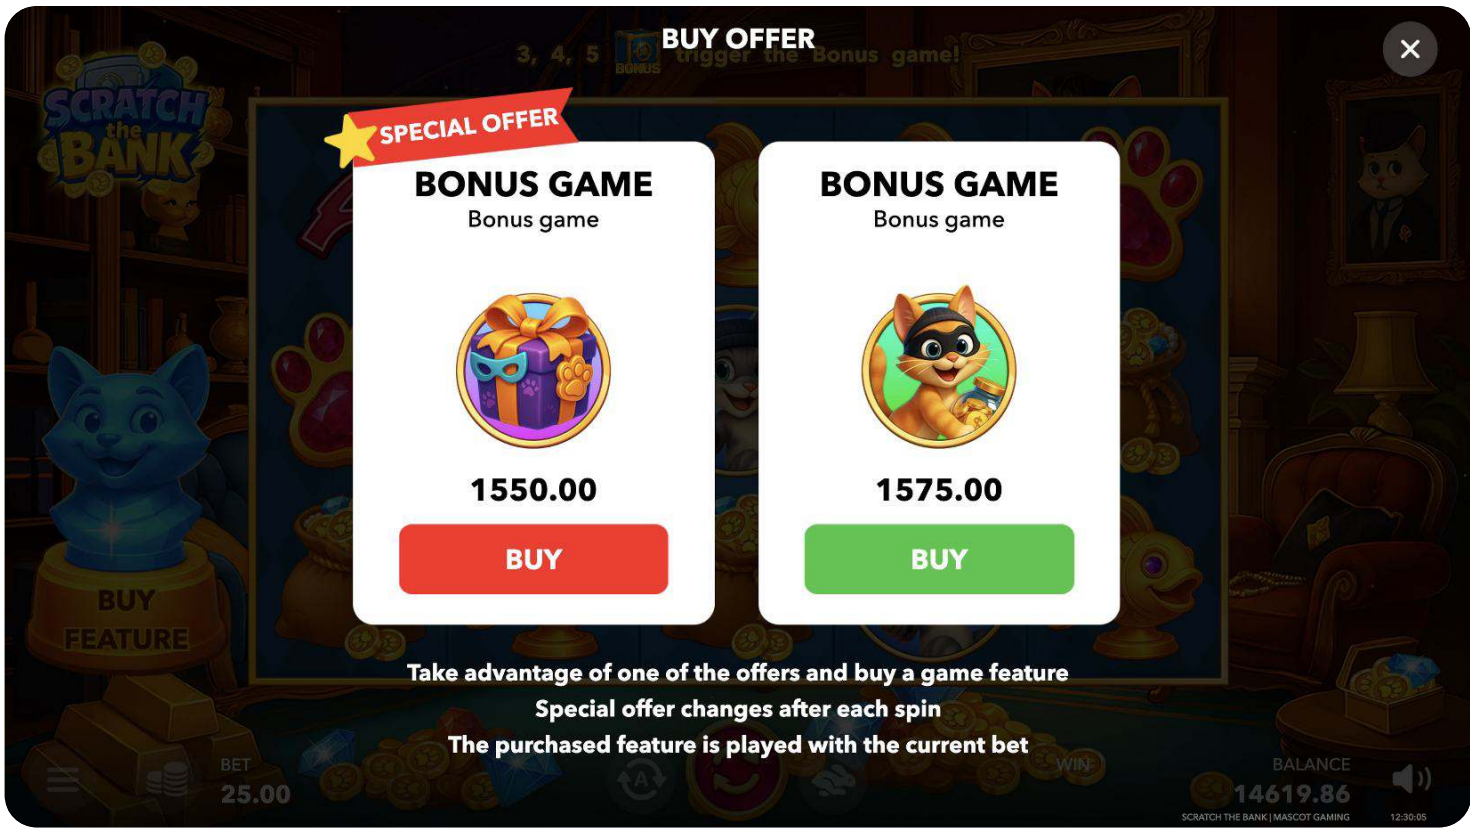 BUY OFFER
3, 4, 5 BONUS trigger the Bonus game!
SCRATCH
the
BANK
SPECIAL OFFER
BONUS GAME
Bonus game
1550.00
BUY
BONUS GAME
Bonus game
1575.00
BUY
BUY
FEATURE
Take advantage of one of the offers and buy a game feature
Special offer changes after each spin
The purchased feature is played with the current bet
BET
25.00
A
WIN
BALANCE
14619.86
SCRATCH THE BANK | MASCOT GAMING
12:30:05